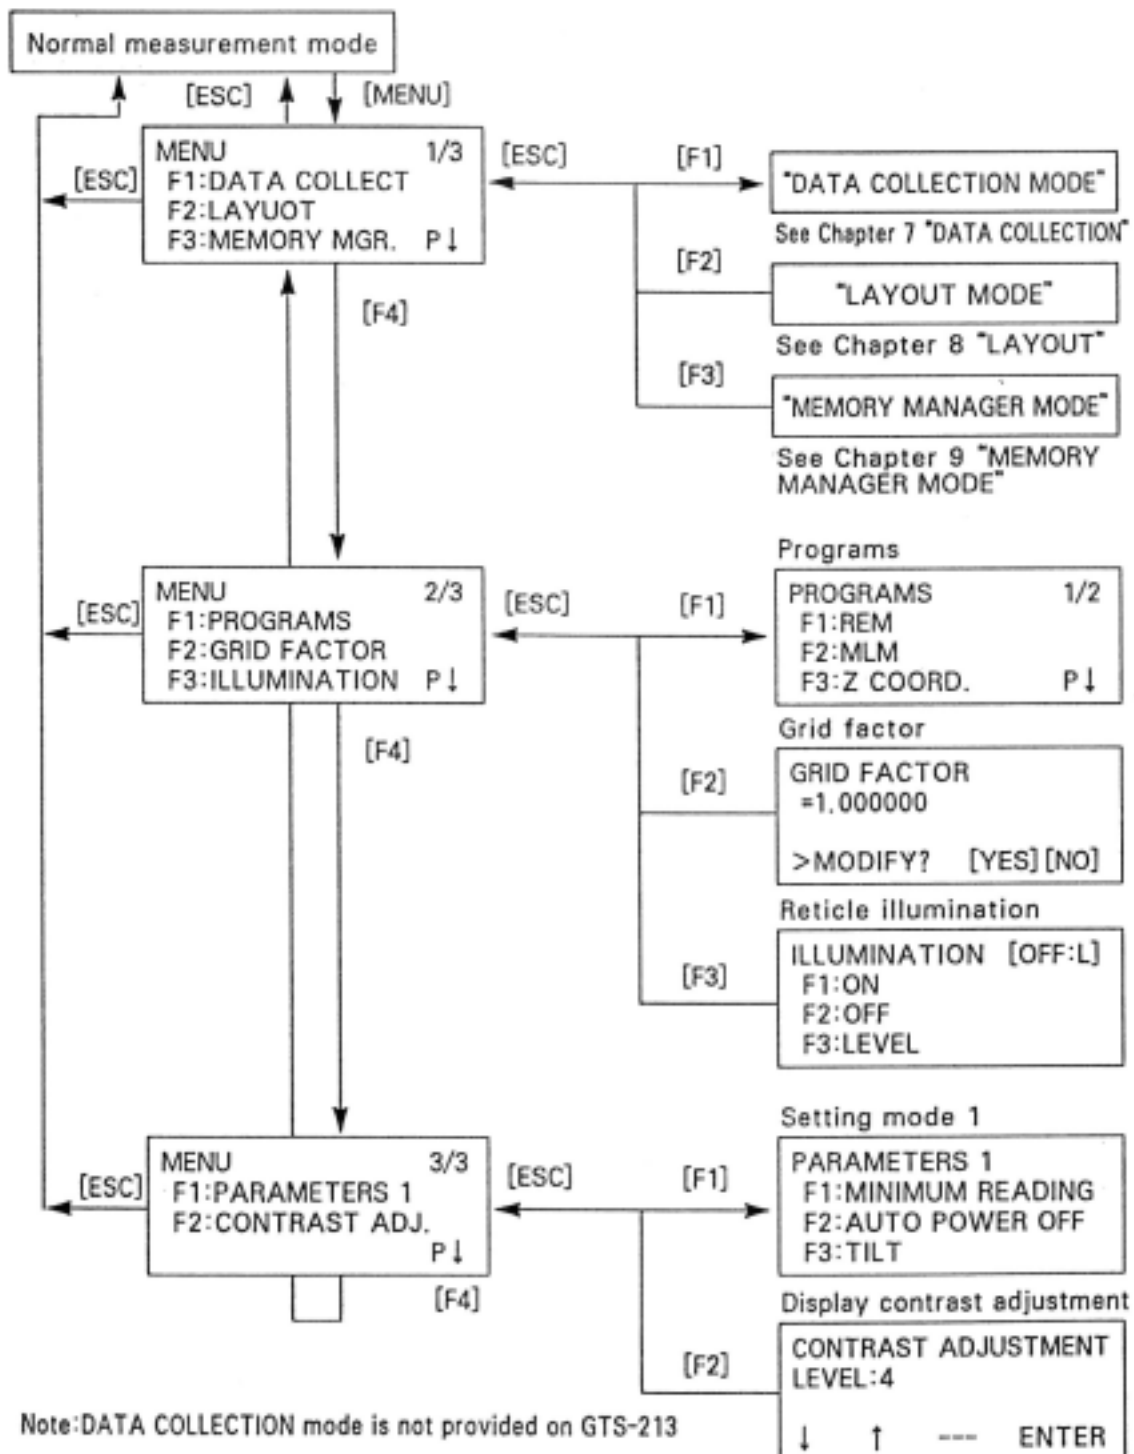 Normal measurement mode
[ESC]
[MENU]
MENU 1/3
F1:DATA COLLECT
F2:LAYUOT
F3:MEMORY MGR. P↓
[ESC]
[ESC]
[F1]
"DATA COLLECTION MODE"
See Chapter 7 "DATA COLLECTION"
[F2]
"LAYOUT MODE"
See Chapter 8 "LAYOUT"
[F3]
"MEMORY MANAGER MODE"
See Chapter 9 "MEMORY
MANAGER MODE"
[F4]
MENU 2/3
F1:PROGRAMS
F2:GRID FACTOR
F3:ILLUMINATION P↓
[ESC]
[ESC]
[F1]
Programs
PROGRAMS 1/2
F1:REM
F2:MLM
F3:Z COORD. P↓
[F2]
Grid factor
GRID FACTOR
=1.000000
>MODIFY? [YES][NO]
[F3]
Reticle illumination
ILLUMINATION [OFF:L]
F1:ON
F2:OFF
F3:LEVEL
[F4]
MENU 3/3
F1:PARAMETERS 1
F2:CONTRAST ADJ.
P↓
[ESC]
[ESC]
[F1]
Setting mode 1
PARAMETERS 1
F1:MINIMUM READING
F2:AUTO POWER OFF
F3:TILT
[F4]
[F2]
Display contrast adjustment
CONTRAST ADJUSTMENT
LEVEL:4
↓ ↑ --- ENTER
Note:DATA COLLECTION mode is not provided on GTS-213